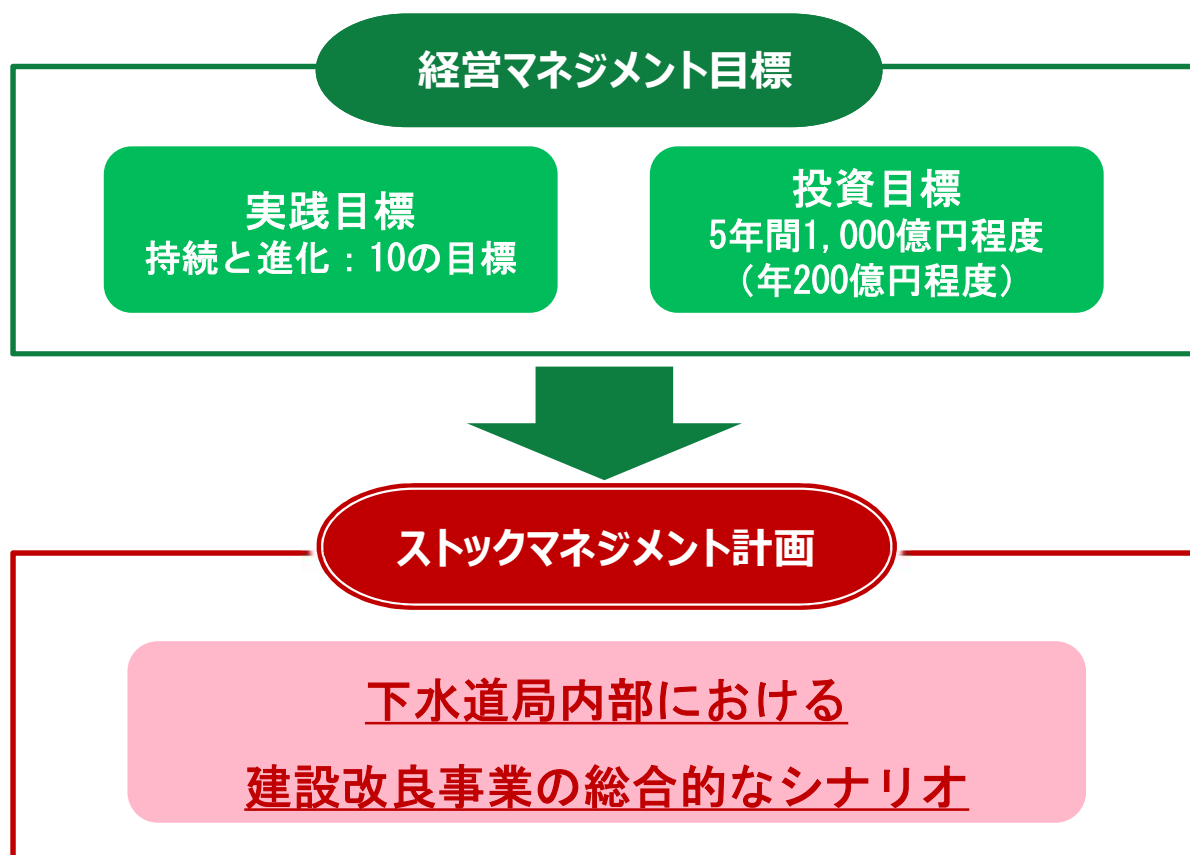 経営マネジメント目標
実践目標
持続と進化：10の目標
投資目標
5年間1,000億円程度
（年200億円程度）
ストックマネジメント計画
下水道局内部における
建設改良事業の総合的なシナリオ